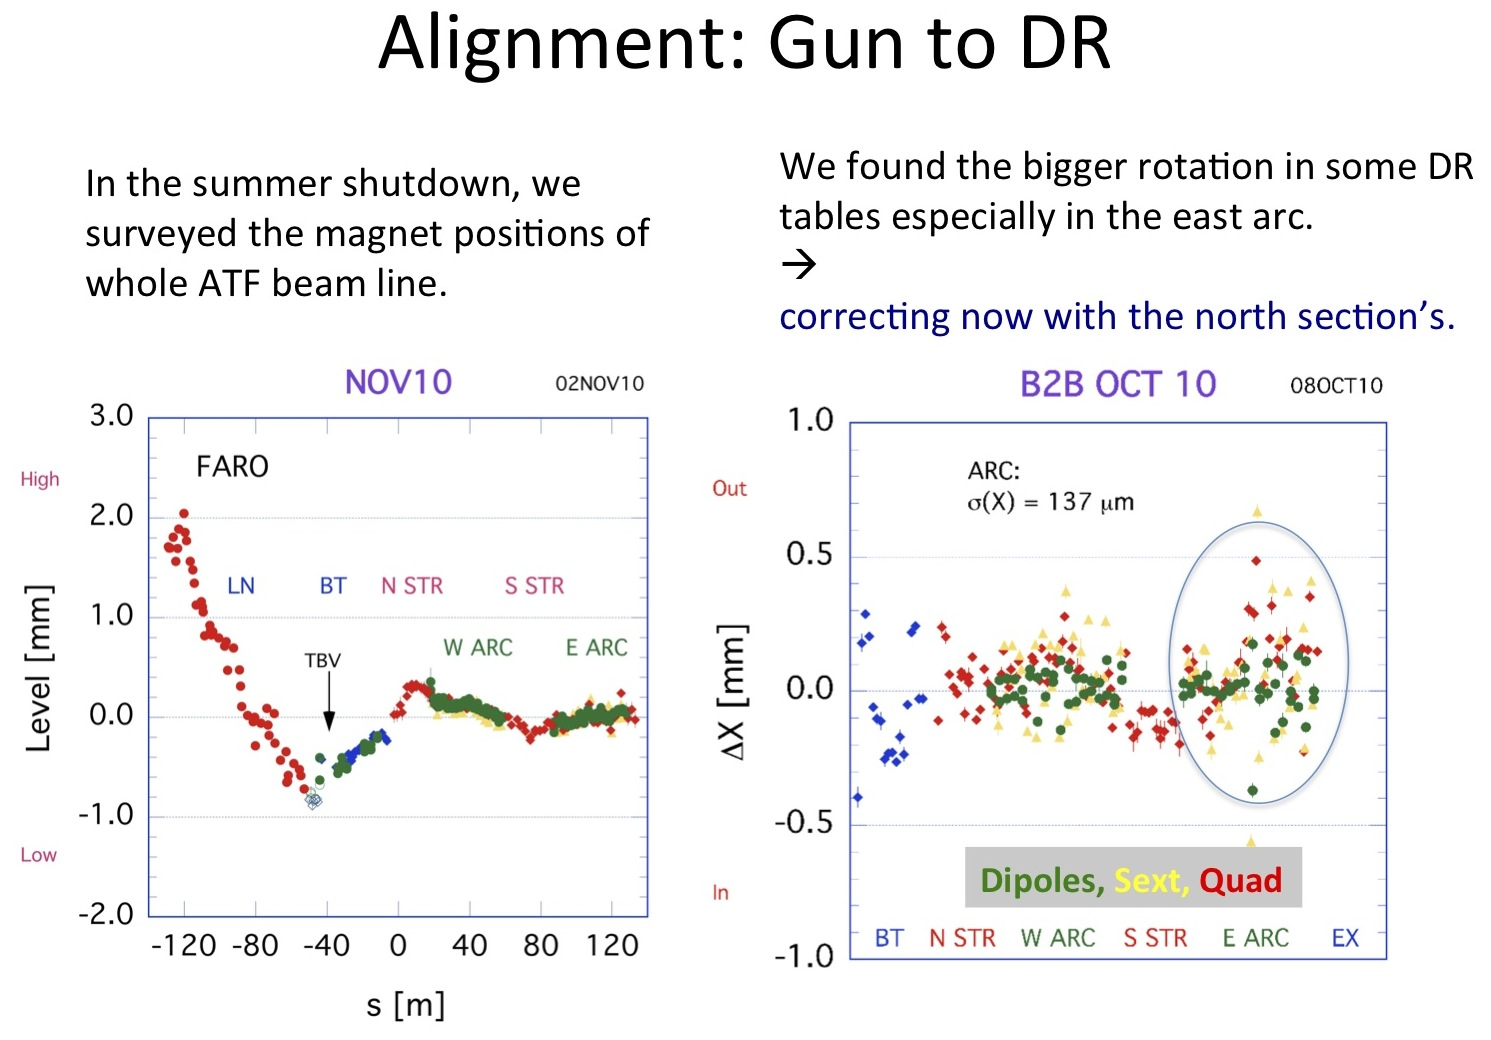 Alignment: Gun to DR
In the summer shutdown, we
surveyed the magnet positions of
whole ATF beam line.
We found the bigger rotation in some DR
tables especially in the east arc.
→
correcting now with the north section’s.
NOV10
02NOV10
3.0
2.0
1.0
0.0
-1.0
-2.0
High
Low
Level [mm]
FARO
LN
BT
N STR
S STR
W ARC
E ARC
TBV
-120
-80
-40
0
40
80
120
s [m]
B2B OCT 10
08OCT10
1.0
0.5
0.0
-0.5
-1.0
Out
In
ΔX [mm]
ARC:
σ(X) = 137 μm
Dipoles, Sext, Quad
BT
N STR
W ARC
S STR
E ARC
EX